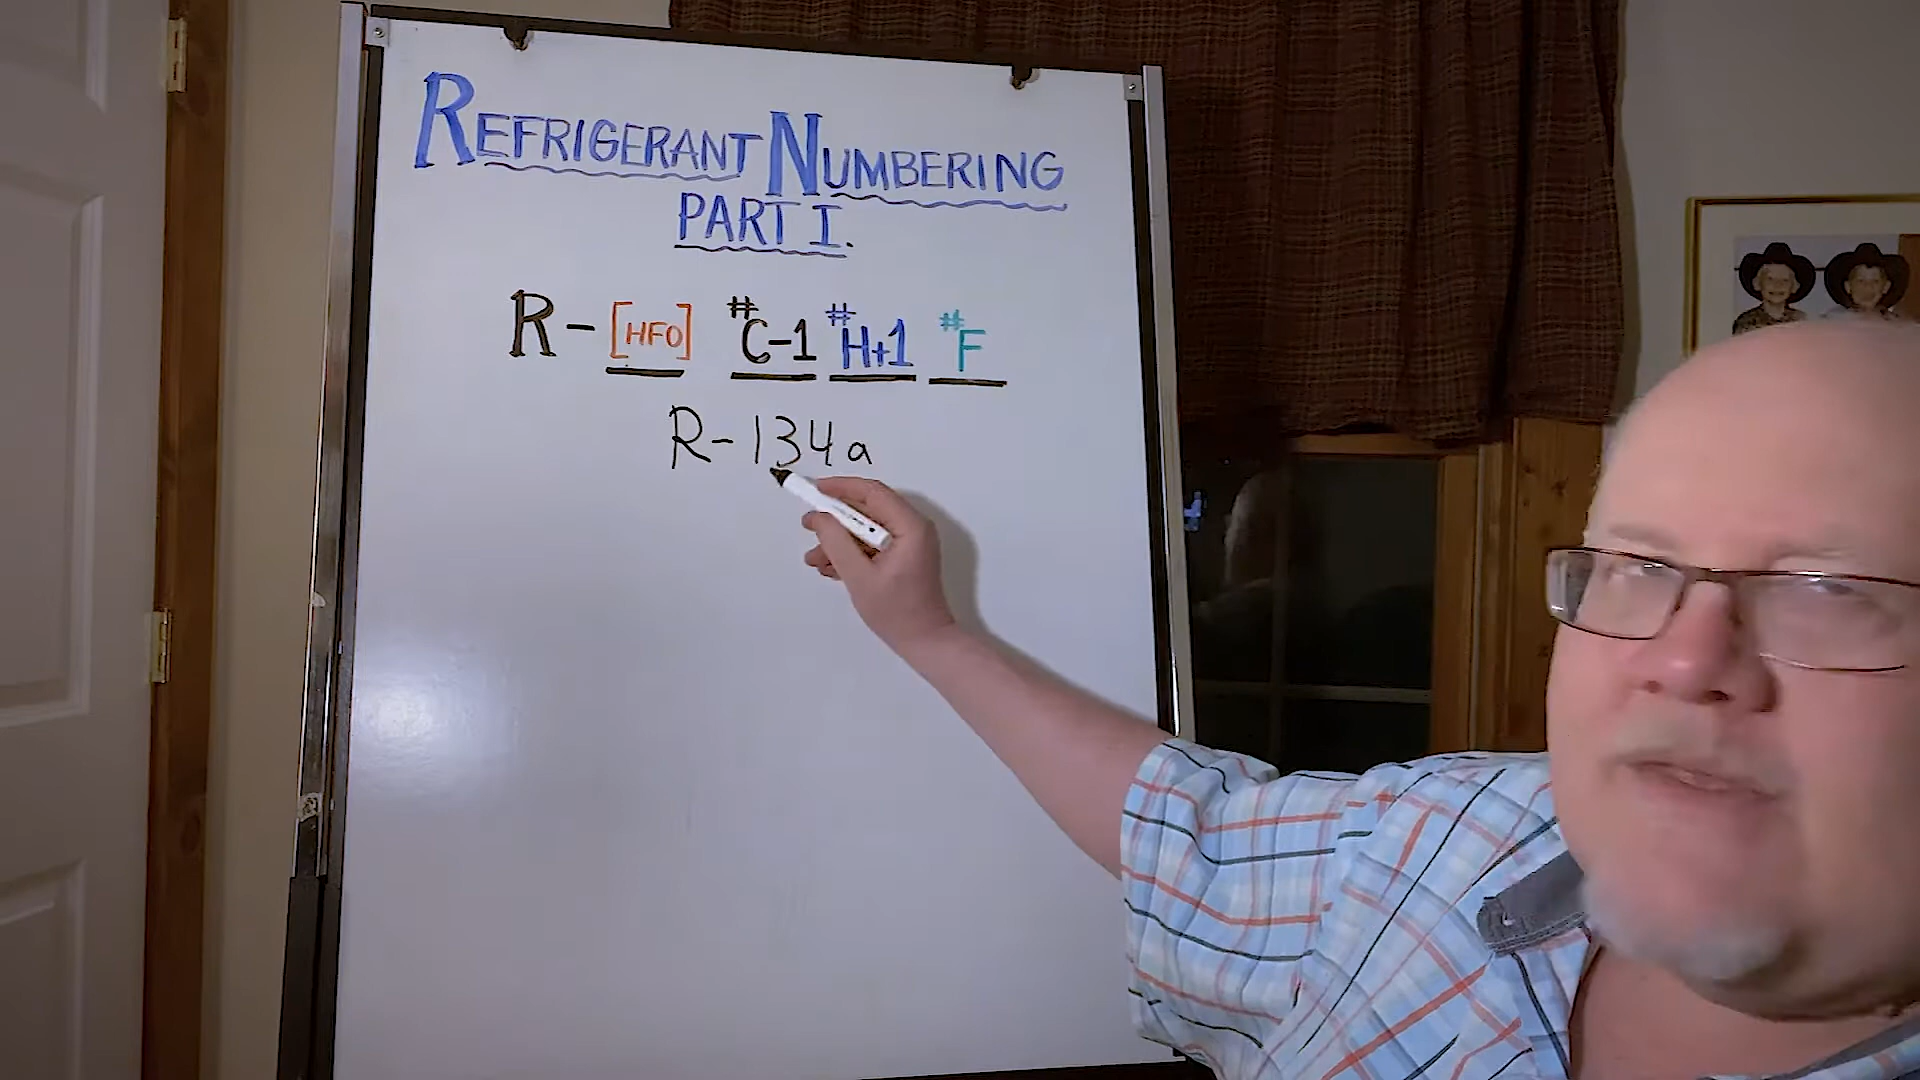 REFRIGERANT NUMBERING
PART I.
R-[HFO] #C-1 #H+1 #F
R-134a